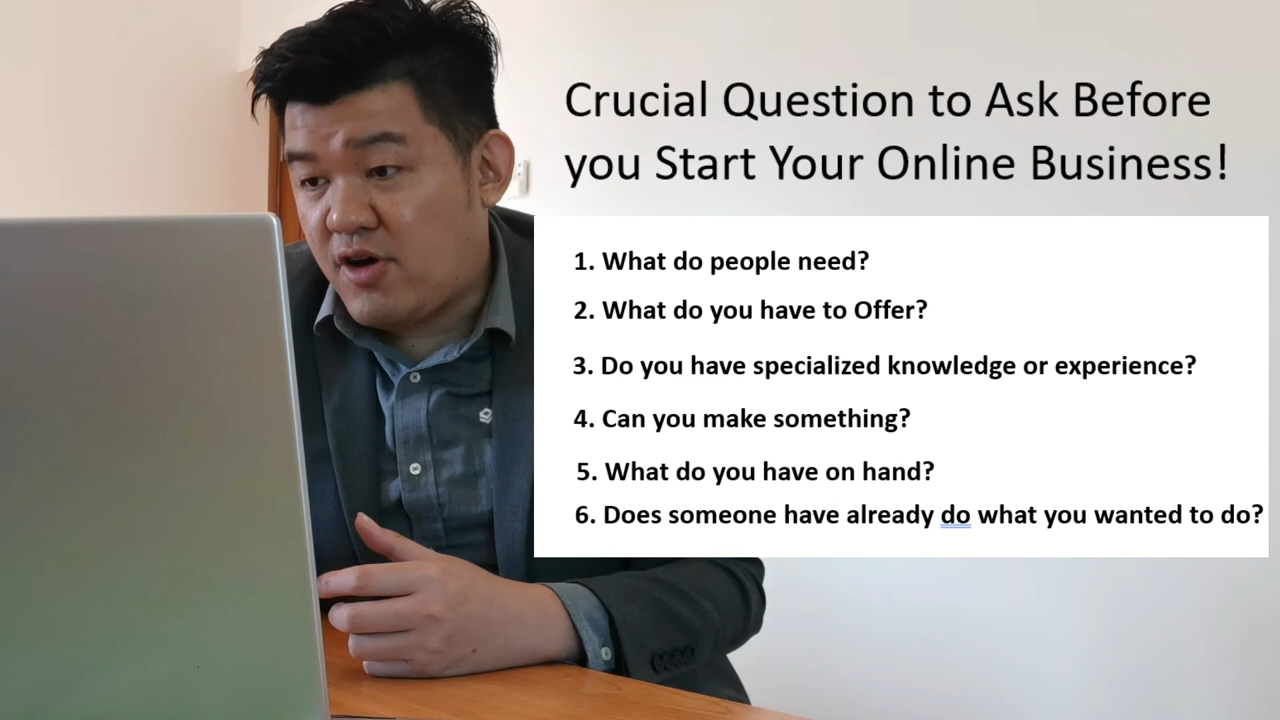 Crucial Question to Ask Before
you Start Your Online Business!
1. What do people need?
2. What do you have to Offer?
3. Do you have specialized knowledge or experience?
4. Can you make something?
5. What do you have on hand?
6. Does someone have already do what you wanted to do?